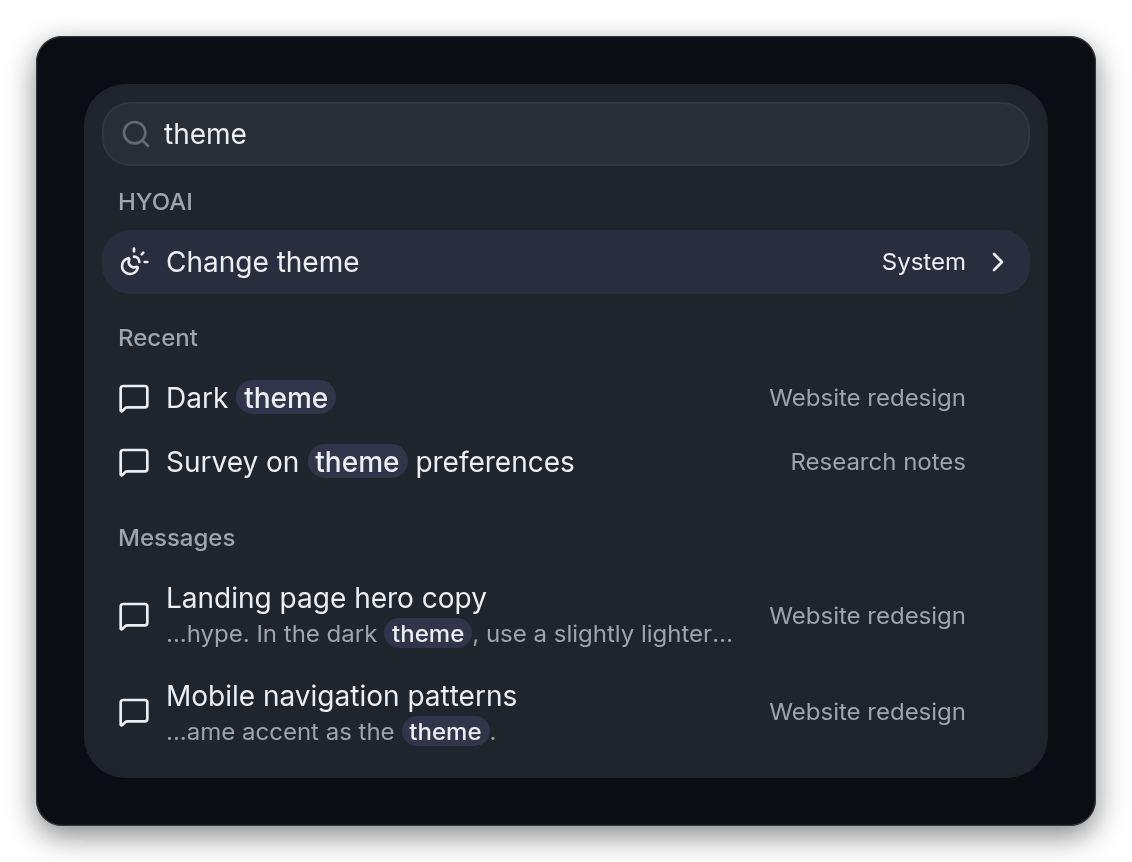 theme
HYOAI
Change theme System
Recent
Dark theme Website redesign
Survey on theme preferences Research notes
Messages
Landing page hero copy
...hype. In the dark theme, use a slightly lighter... Website redesign
Mobile navigation patterns
...ame accent as the theme. Website redesign